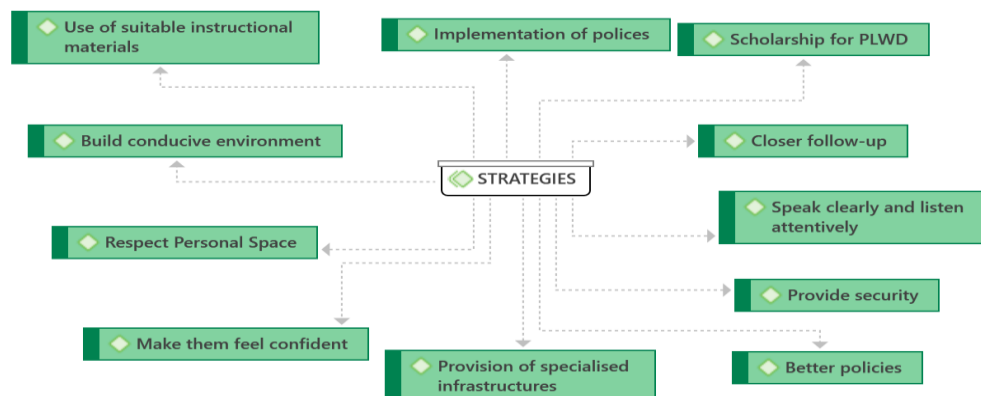 Use of suitable instructional
materials
Implementation of polices
Scholarship for PLWD
Build conducive environment
Closer follow-up
STRATEGIES
Speak clearly and listen
attentively
Respect Personal Space
Provide security
Make them feel confident
Provision of specialised
infrastructures
Better policies